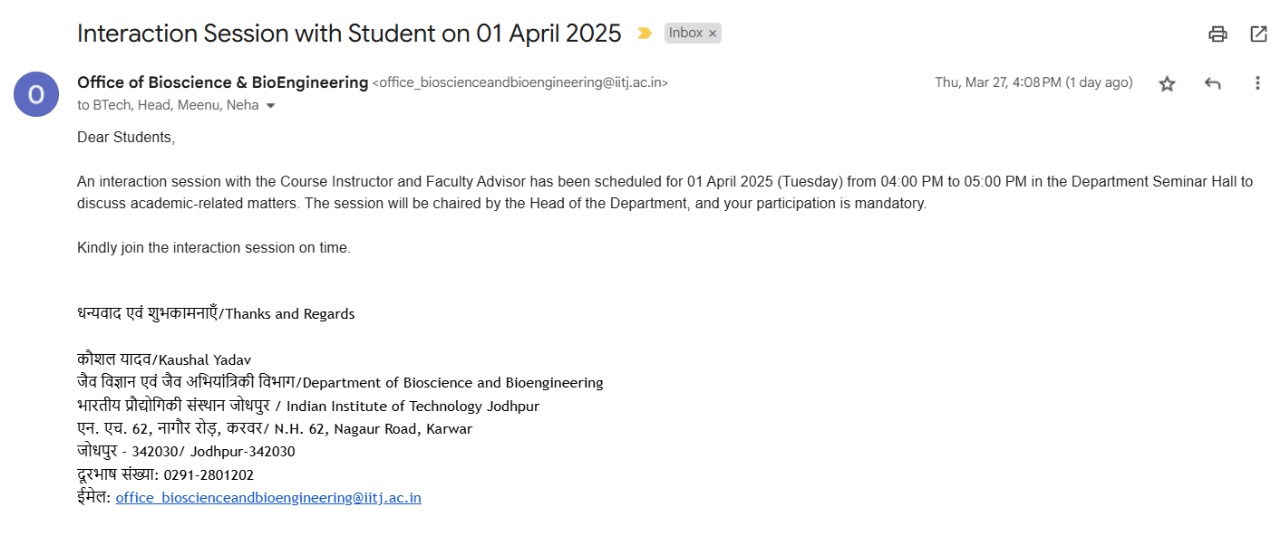 Interaction Session with Student on 01 April 2025 Inbox ×
Office of Bioscience & BioEngineering <office_bioscienceandbioengineering@iitj.ac.in> Thu, Mar 27, 4:08 PM (1 day ago)
O
to BTech, Head, Meenu, Neha
Dear Students,
An interaction session with the Course Instructor and Faculty Advisor has been scheduled for 01 April 2025 (Tuesday) from 04:00 PM to 05:00 PM in the Department Seminar Hall to
discuss academic-related matters. The session will be chaired by the Head of the Department, and your participation is mandatory.
Kindly join the interaction session on time.
धन्यवाद एवं शुभकामनाएँ/Thanks and Regards
कौशल यादव/Kaushal Yadav
जैव विज्ञान एवं जैव अभियांत्रिकी विभाग/Department of Bioscience and Bioengineering
भारतीय प्रौद्योगिकी संस्थान जोधपुर / Indian Institute of Technology Jodhpur
एन. एच. 62, नागौर रोड़, करवर/ N.H. 62, Nagaur Road, Karwar
जोधपुर - 342030/ Jodhpur-342030
दूरभाष संख्या: 0291-2801202
ईमेल: office_bioscienceandbioengineering@iitj.ac.in